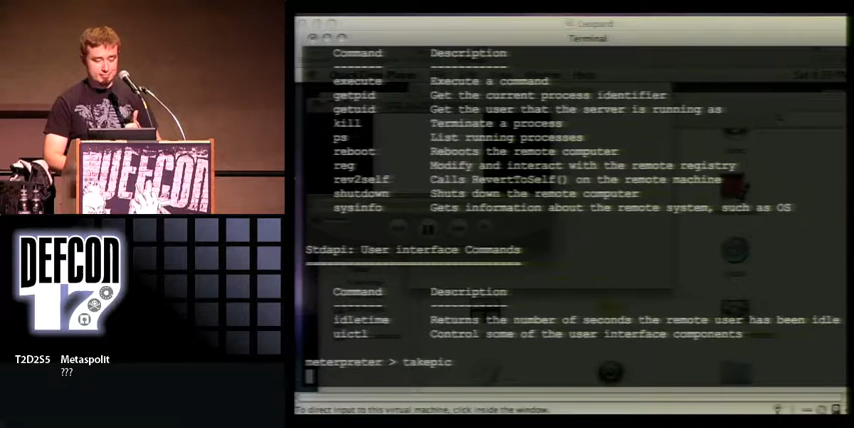 Leopard
Terminal
Command Description
execute Execute a command
getpid Get the current process identifier
getuid Get the user that the server is running as
kill Terminate a process
ps List running processes
reboot Reboots the remote computer
reg Modify and interact with the remote registry
rev2self Calls RevertToSelf() on the remote machine
shutdown Shuts down the remote computer
sysinfo Gets information about the remote system, such as OS
Stdapi: User interface Commands
Command Description
idletime Returns the number of seconds the remote user has been idle
uictl Control some of the user interface components
meterpreter > takepic
To direct input to this virtual machine, click inside the window.
DEFCON
DEFCON
17
T2D2S5 Metaspolit
???